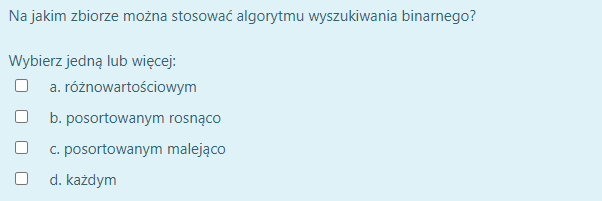 Na jakim zbiorze można stosować algorytmu wyszukiwania binarnego?
Wybierz jedną lub więcej:
a. różnowartościowym
b. posortowanym rosnąco
c. posortowanym malejąco
d. każdym